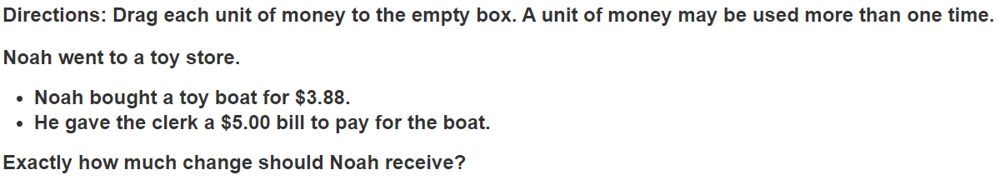 Directions: Drag each unit of money to the empty box. A unit of money may be used more than one time.
Noah went to a toy store.
• Noah bought a toy boat for $3.88.
• He gave the clerk a $5.00 bill to pay for the boat.
Exactly how much change should Noah receive?